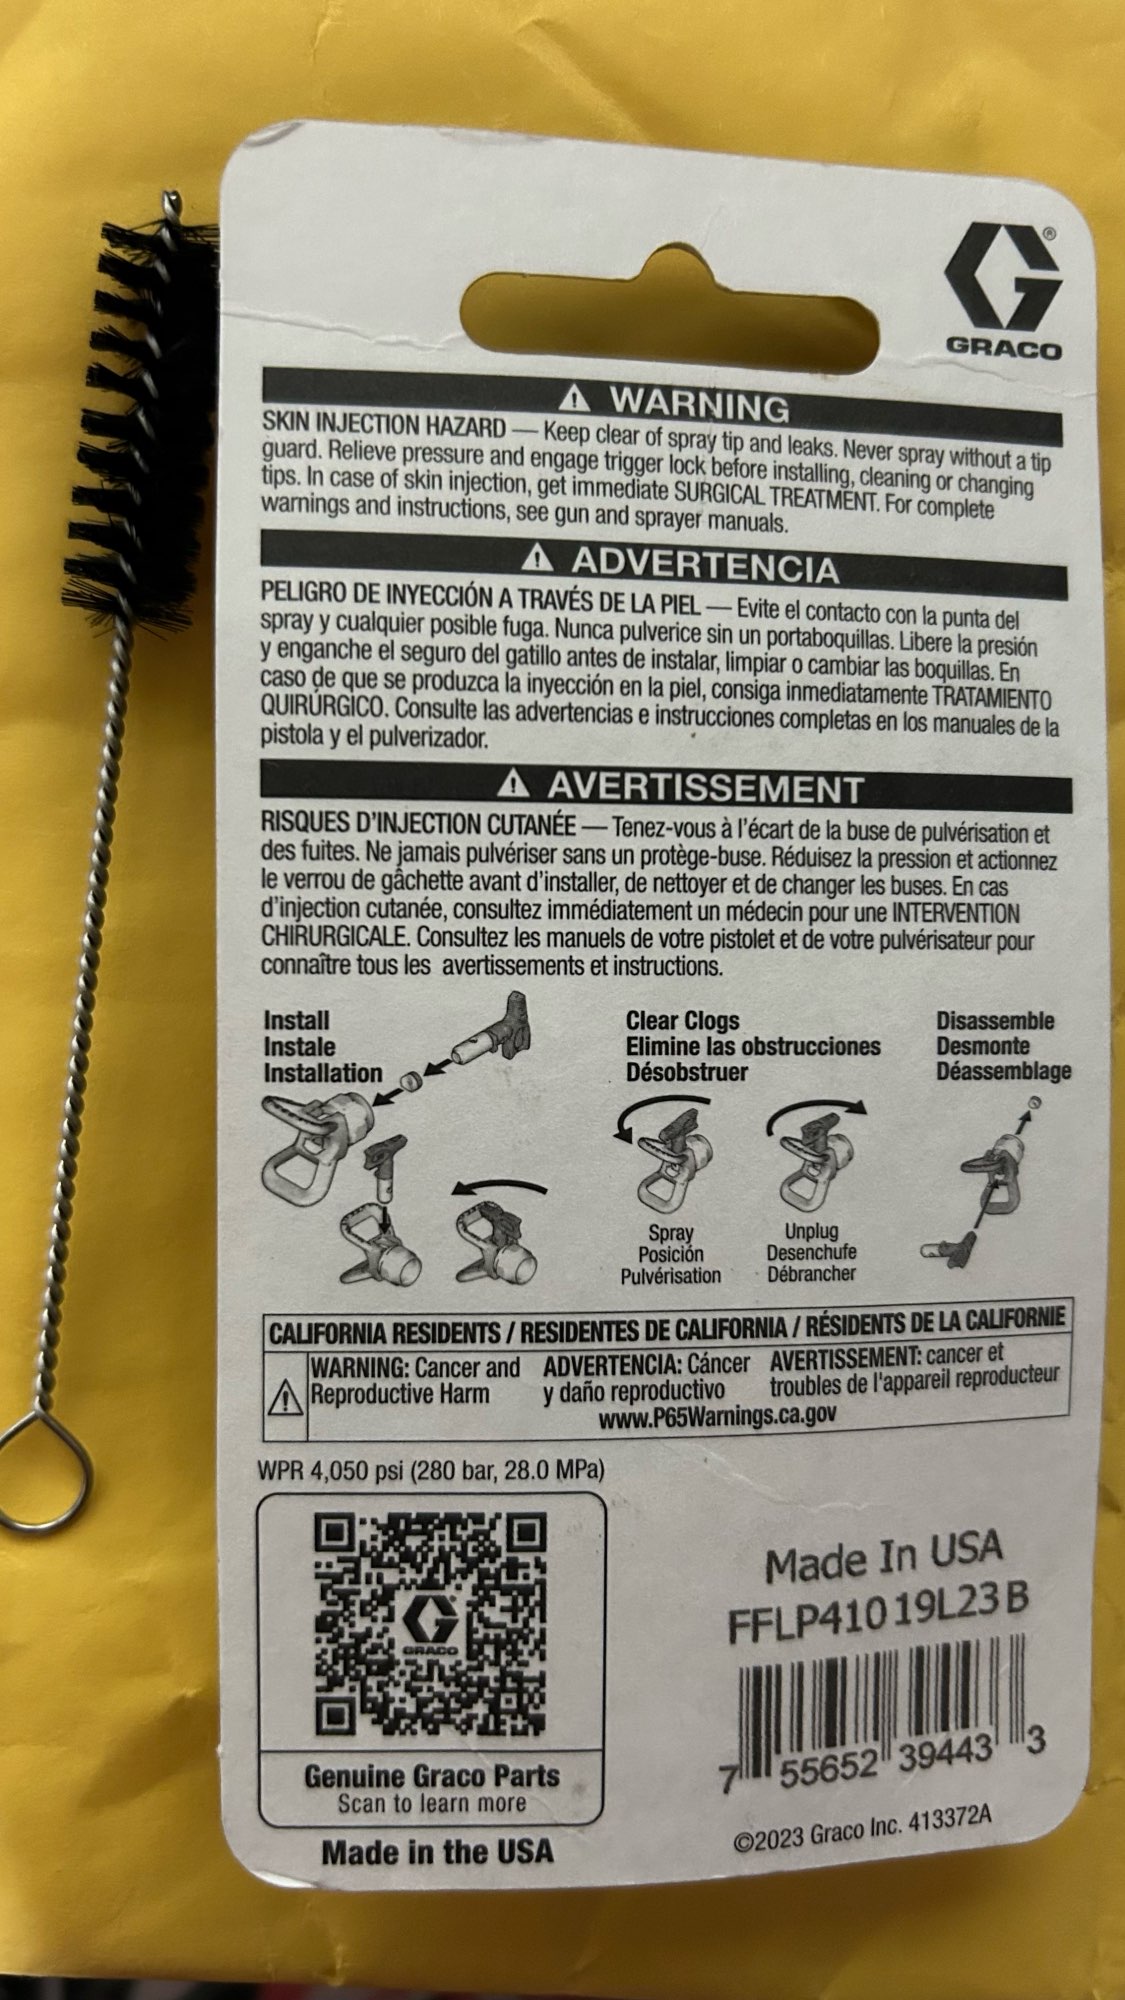 ®
GRACO
WARNING
SKIN INJECTION HAZARD — Keep clear of spray tip and leaks. Never spray without a tip
guard. Relieve pressure and engage trigger lock before installing, cleaning or changing
tips. In case of skin injection, get immediate SURGICAL TREATMENT. For complete
warnings and instructions, see gun and sprayer manuals.
ADVERTENCIA
PELIGRO DE INYECCIÓN A TRAVÉS DE LA PIEL — Evite el contacto con la punta del
spray y cualquier posible fuga. Nunca pulverice sin un portaboquillas. Libere la presión
y enganche el seguro del gatillo antes de instalar, limpiar o cambiar las boquillas. En
caso de que se produzca la inyección en la piel, consiga inmediatamente TRATAMIENTO
QUIRÚRGICO. Consulte las advertencias e instrucciones completas en los manuales de la
pistola y el pulverizador.
AVERTISSEMENT
RISQUES D'INJECTION CUTANÉE — Tenez-vous à l'écart de la buse de pulvérisation et
des fuites. Ne jamais pulvériser sans un protège-buse. Réduisez la pression et actionnez
le verrou de gâchette avant d'installer, de nettoyer et de changer les buses. En cas
d'injection cutanée, consultez immédiatement un médecin pour une INTERVENTION
CHIRURGICALE. Consultez les manuels de votre pistolet et de votre pulvérisateur pour
connaître tous les avertissements et instructions.
Install
Instale
Installation
Clear Clogs
Elimine las obstrucciones
Désobstruer
Disassemble
Desmonte
Déassemblage
Spray
Posición
Pulvérisation
Unplug
Desenchufe
Débrancher
CALIFORNIA RESIDENTS / RESIDENTES DE CALIFORNIA / RÉSIDENTS DE LA CALIFORNIE
WARNING: Cancer and
Reproductive Harm
ADVERTENCIA: Cáncer
y daño reproductivo
AVERTISSEMENT: cancer et
troubles de l'appareil reproducteur
www.P65Warnings.ca.gov
WPR 4,050 psi (280 bar, 28.0 MPa)
GRACO
Genuine Graco Parts
Scan to learn more
Made in the USA
Made In USA
FFLP410 19L23 B
7 55652 39443 3
©2023 Graco Inc. 413372A